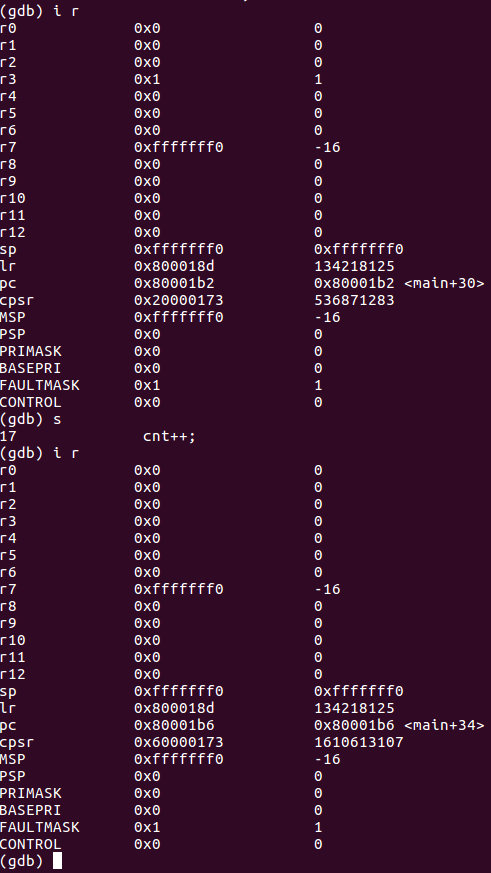 (gdb) i r
r0 0x0 0
r1 0x0 0
r2 0x0 0
r3 0x1 1
r4 0x0 0
r5 0x0 0
r6 0x0 0
r7 0xfffffff0 -16
r8 0x0 0
r9 0x0 0
r10 0x0 0
r11 0x0 0
r12 0x0 0
sp 0xfffffff0 0xfffffff0
lr 0x800018d 134218125
pc 0x80001b2 0x80001b2 <main+30>
cpsr 0x20000173 536871283
MSP 0xfffffff0 -16
PSP 0x0 0
PRIMASK 0x0 0
BASEPRI 0x0 0
FAULTMASK 0x1 1
CONTROL 0x0 0
(gdb) s
17 cnt++;
(gdb) i r
r0 0x0 0
r1 0x0 0
r2 0x0 0
r3 0x0 0
r4 0x0 0
r5 0x0 0
r6 0x0 0
r7 0xfffffff0 -16
r8 0x0 0
r9 0x0 0
r10 0x0 0
r11 0x0 0
r12 0x0 0
sp 0xfffffff0 0xfffffff0
lr 0x800018d 134218125
pc 0x80001b6 0x80001b6 <main+34>
cpsr 0x60000173 1610613107
MSP 0xfffffff0 -16
PSP 0x0 0
PRIMASK 0x0 0
BASEPRI 0x0 0
FAULTMASK 0x1 1
CONTROL 0x0 0
(gdb)